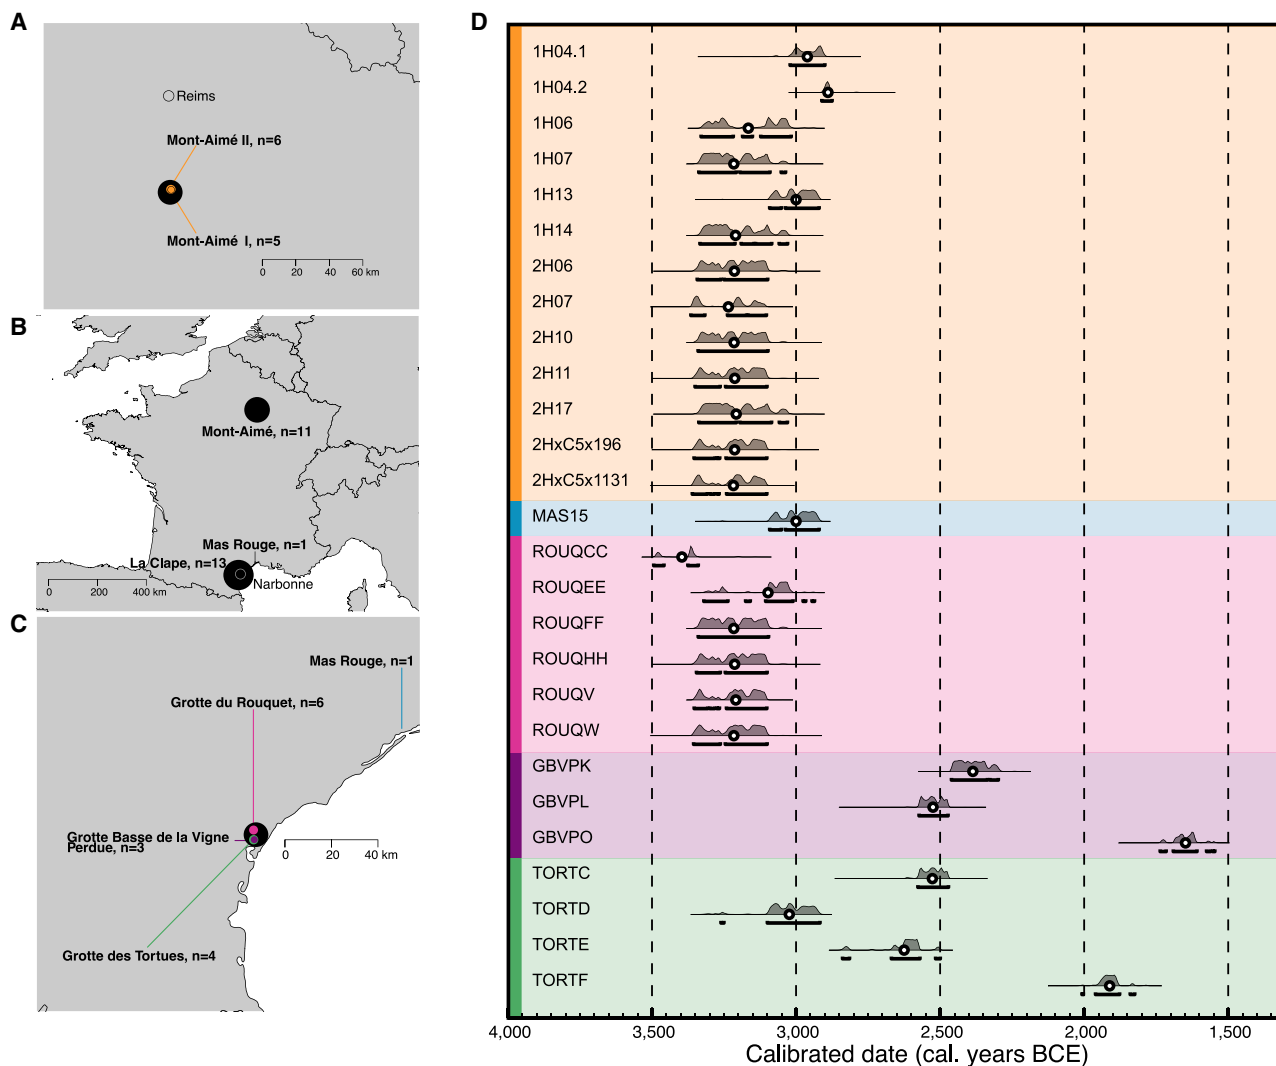 A
Reims
Mont-Aimé II, n=6
Mont-Aimé I, n=5
0 20 40 60 km
B
Mont-Aimé, n=11
Mas Rouge, n=1
La Clape, n=13
Narbonne
0 200 400 km
C
Mas Rouge, n=1
Grotte du Rouquet, n=6
Grotte Basse de la Vigne
Perdue, n=3
0 20 40 km
Grotte des Tortues, n=4
D
1H04.1
1H04.2
1H06
1H07
1H13
1H14
2H06
2H07
2H10
2H11
2H17
2HxC5x196
2HxC5x1131
MAS15
ROUQCC
ROUQEE
ROUQFF
ROUQHH
ROUQV
ROUQW
GBVPK
GBVPL
GBVPO
TORTC
TORTD
TORTE
TORTF
4,000 3,500 3,000 2,500 2,000 1,500
Calibrated date (cal. years BCE)